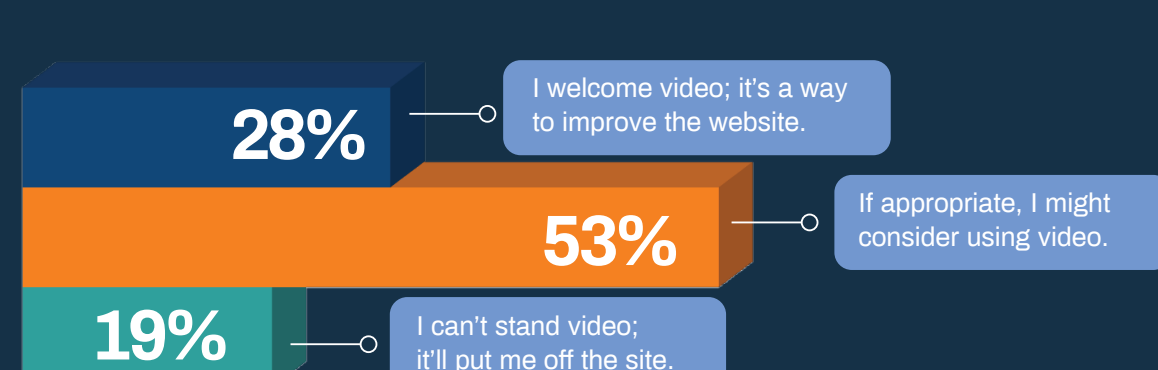 28%
I welcome video; it’s a way
to improve the website.
53%
If appropriate, I might
consider using video.
19%
I can’t stand video;
it’ll put me off the site.